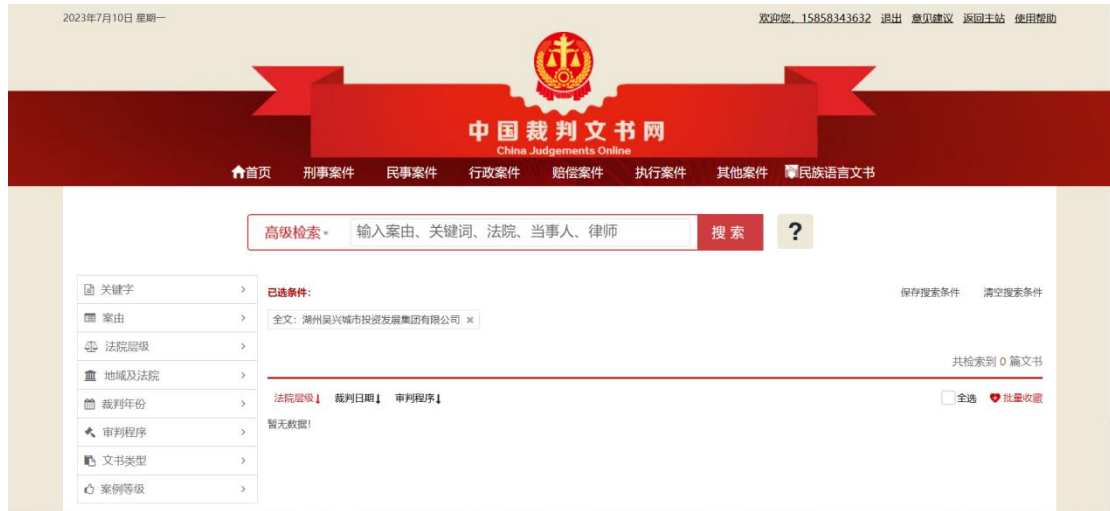 2023年7月10日 星期一
欢迎您，15858343632 退出 意见建议 返回主站 使用帮助
中国裁判文书网
China Judgements Online
首页 刑事案件 民事案件 行政案件 赔偿案件 执行案件 其他案件 民族语言文书
高级检索 输入案由、关键词、法院、当事人、律师 搜索 ?
关键字
案由
法院层级
地域及法院
裁判年份
审判程序
文书类型
案例等级
已选条件：
保存搜索条件 清空搜索条件
全文：湖州吴兴城市投资发展集团有限公司
共检索到 0 篇文书
法院层级 裁判日期 审判程序
全选 批量收藏
暂无数据!